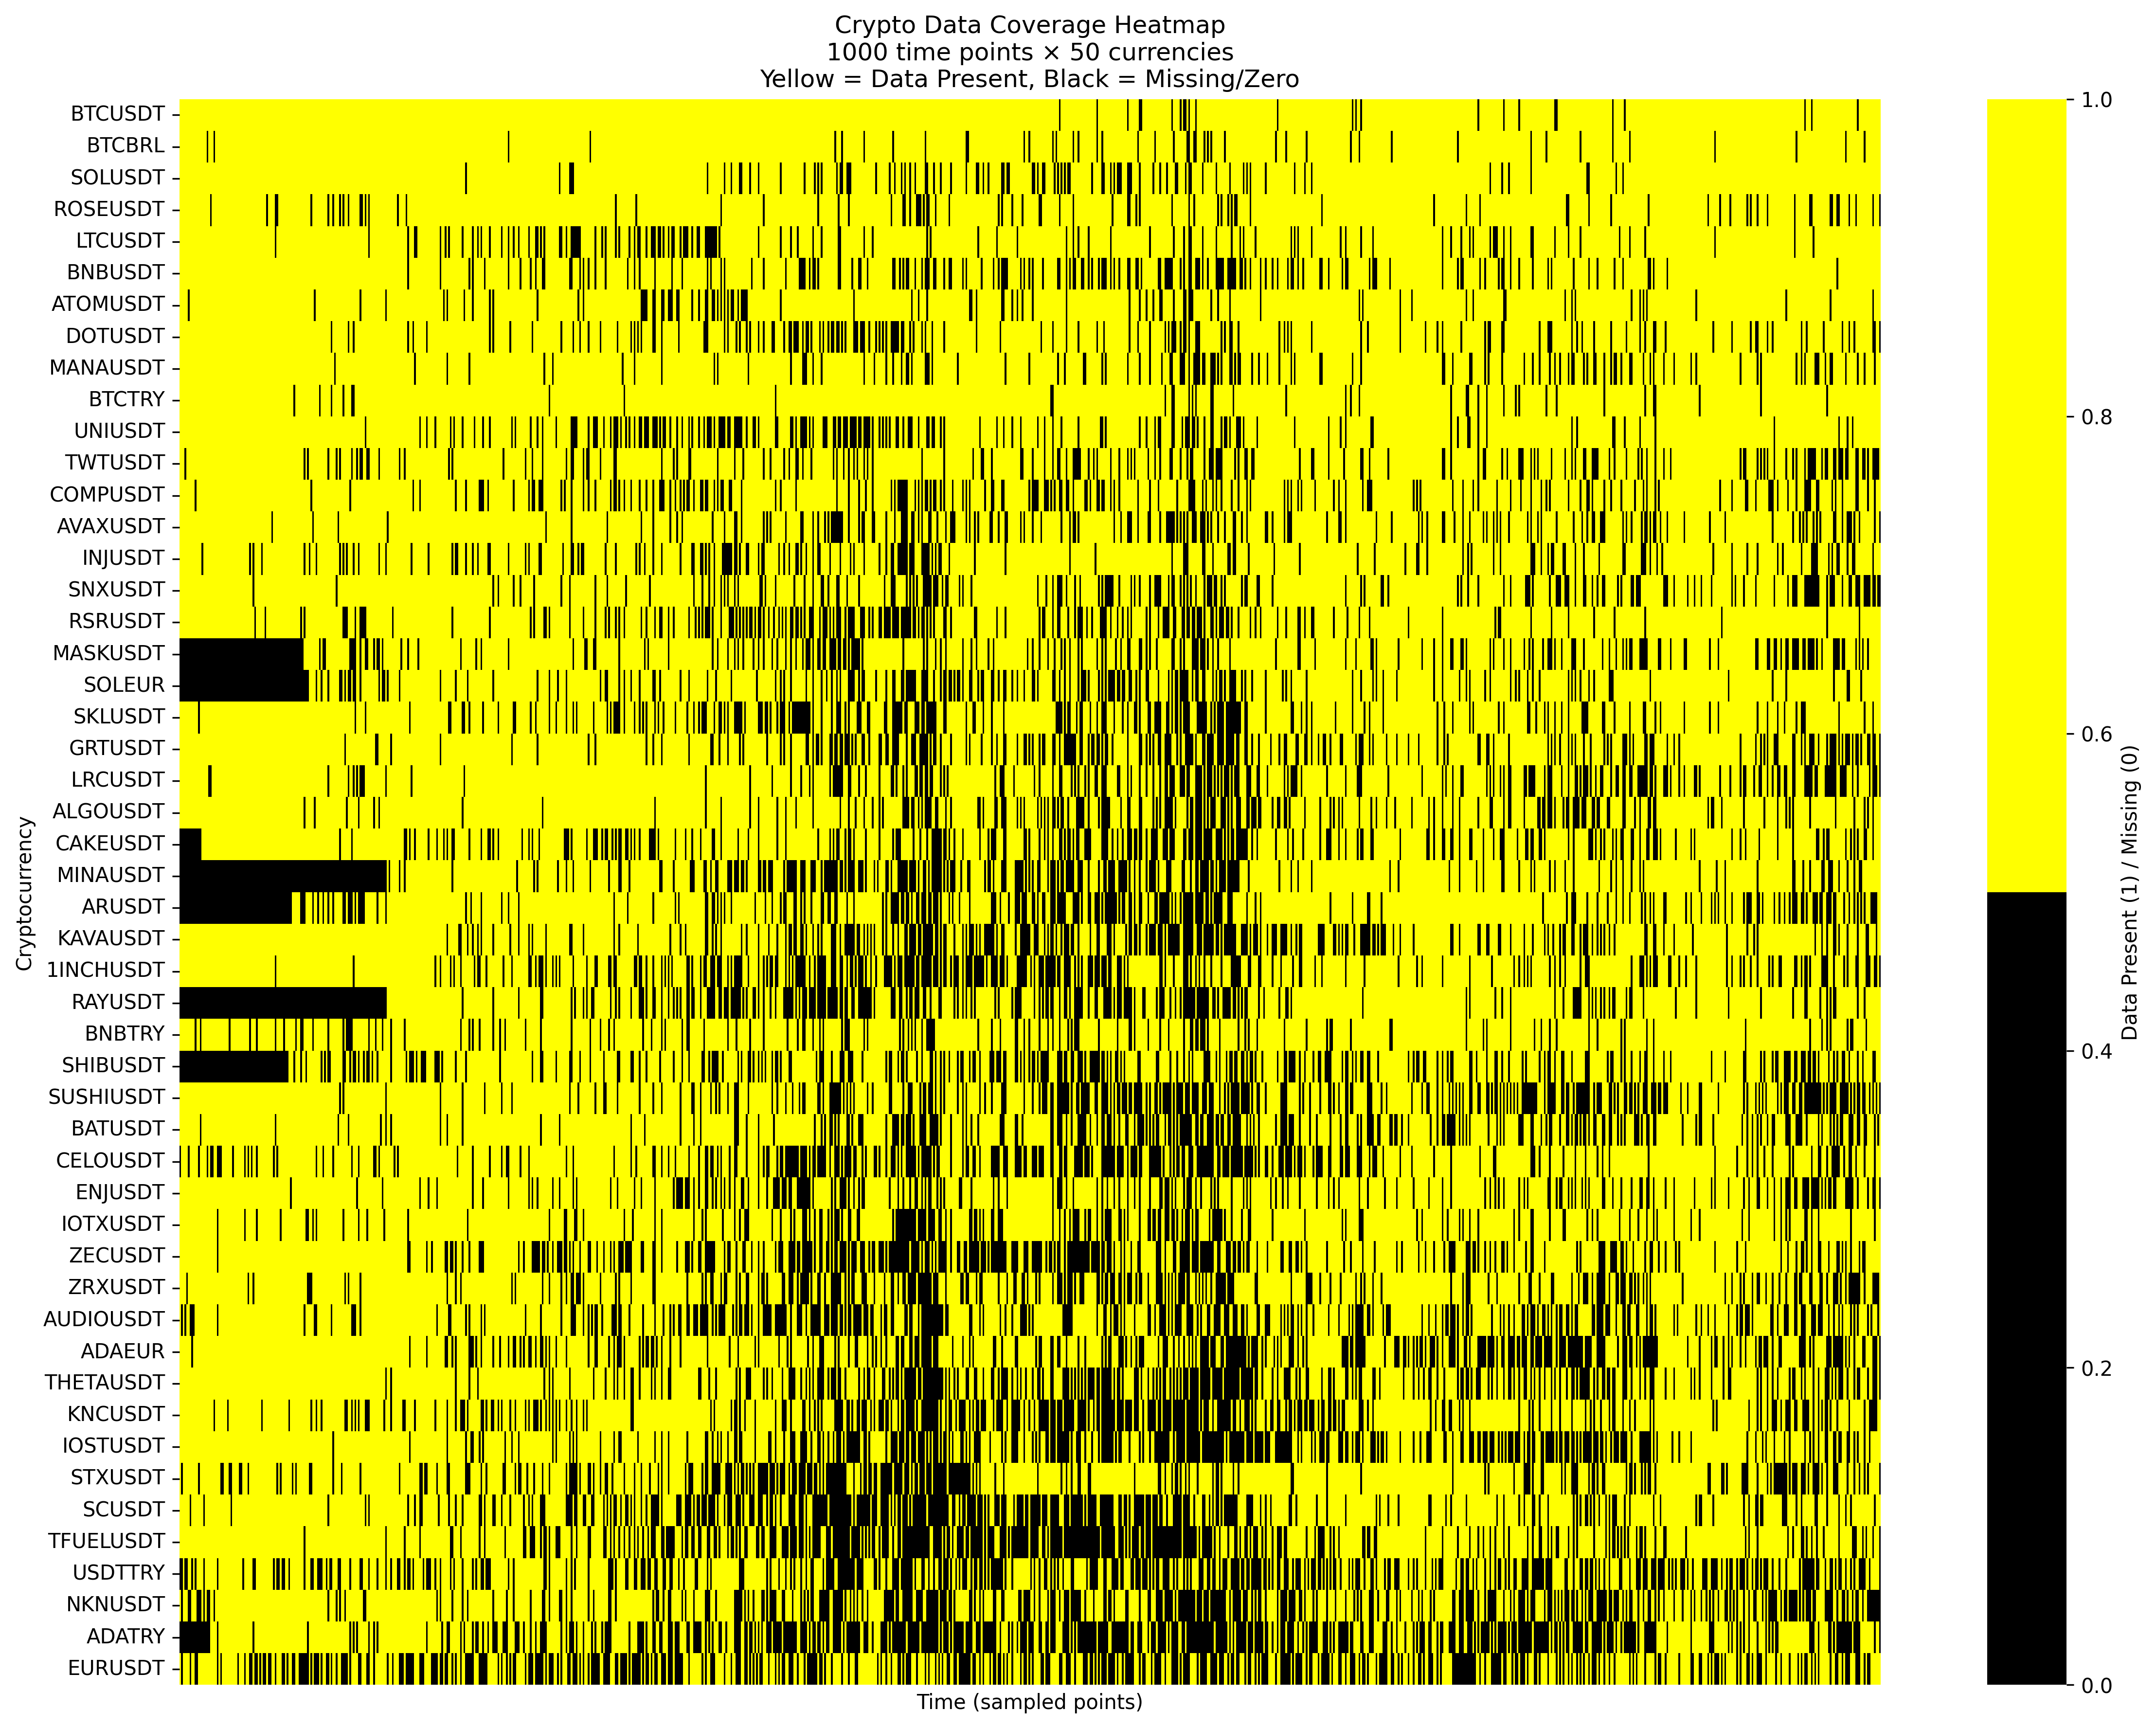 Crypto Data Coverage Heatmap
1000 time points × 50 currencies
Yellow = Data Present, Black = Missing/Zero
BTCUSDT
BTCBRL
SOLUSDT
ROSEUSDT
LTCUSDT
BNBUSDT
ATOMUSDT
DOTUSDT
MANAUSDT
BTCTRY
UNIUSDT
TWTUSDT
COMPUSDT
AVAXUSDT
INJUSDT
SNXUSDT
RSRUSDT
MASKUSDT
SOLEUR
SKLUSDT
GRTUSDT
LRCUSDT
ALGOUSDT
CAKEUSDT
MINAUSDT
ARUSDT
KAVAUSDT
1INCHUSDT
RAYUSDT
BNBTRY
SHIBUSDT
SUSHIUSDT
BATUSDT
CELOUSDT
ENJUSDT
IOTXUSDT
ZECUSDT
ZRXUSDT
AUDIOUSDT
ADAEUR
THETAUSDT
KNCUSDT
IOSTUSDT
STXUSDT
SCUSDT
TFUELUSDT
USDTTRY
NKNUSDT
ADATRY
EURUSDT
Cryptocurrency
Time (sampled points)
1.0
0.8
0.6
0.4
0.2
0.0
Data Present (1) / Missing (0)